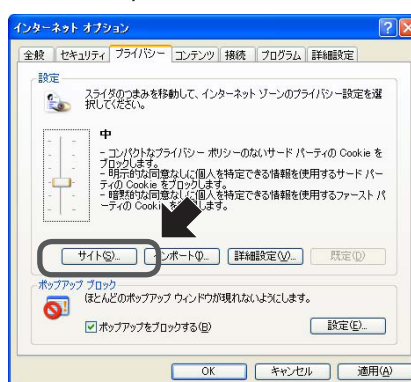 インターネット オプション
全般 セキュリティ プライバシー コンテンツ 接続 プログラム 詳細設定
設定
スライダのつまみを移動して、インターネット ゾーンのプライバシー設定を選
択してください。
中
- コンパクトなプライバシー ポリシーのないサード パーティの Cookie を
ブロックします。
- 明示的な同意なしに個人を特定できる情報を使用するサード パー
ティの Cookie をブロックします。
- 暗黙的な同意なしに個人を特定できる情報を使用するファースト パ
ーティの Cookie を します。
サイト(S)... ンポート(I)... 詳細設定(V)... 既定(D)
ポップアップ ブロック
ほとんどのポップアップ ウィンドウが現れないようにします。
ポップアップをブロックする(B) 設定(E)...
OK キャンセル 適用(A)